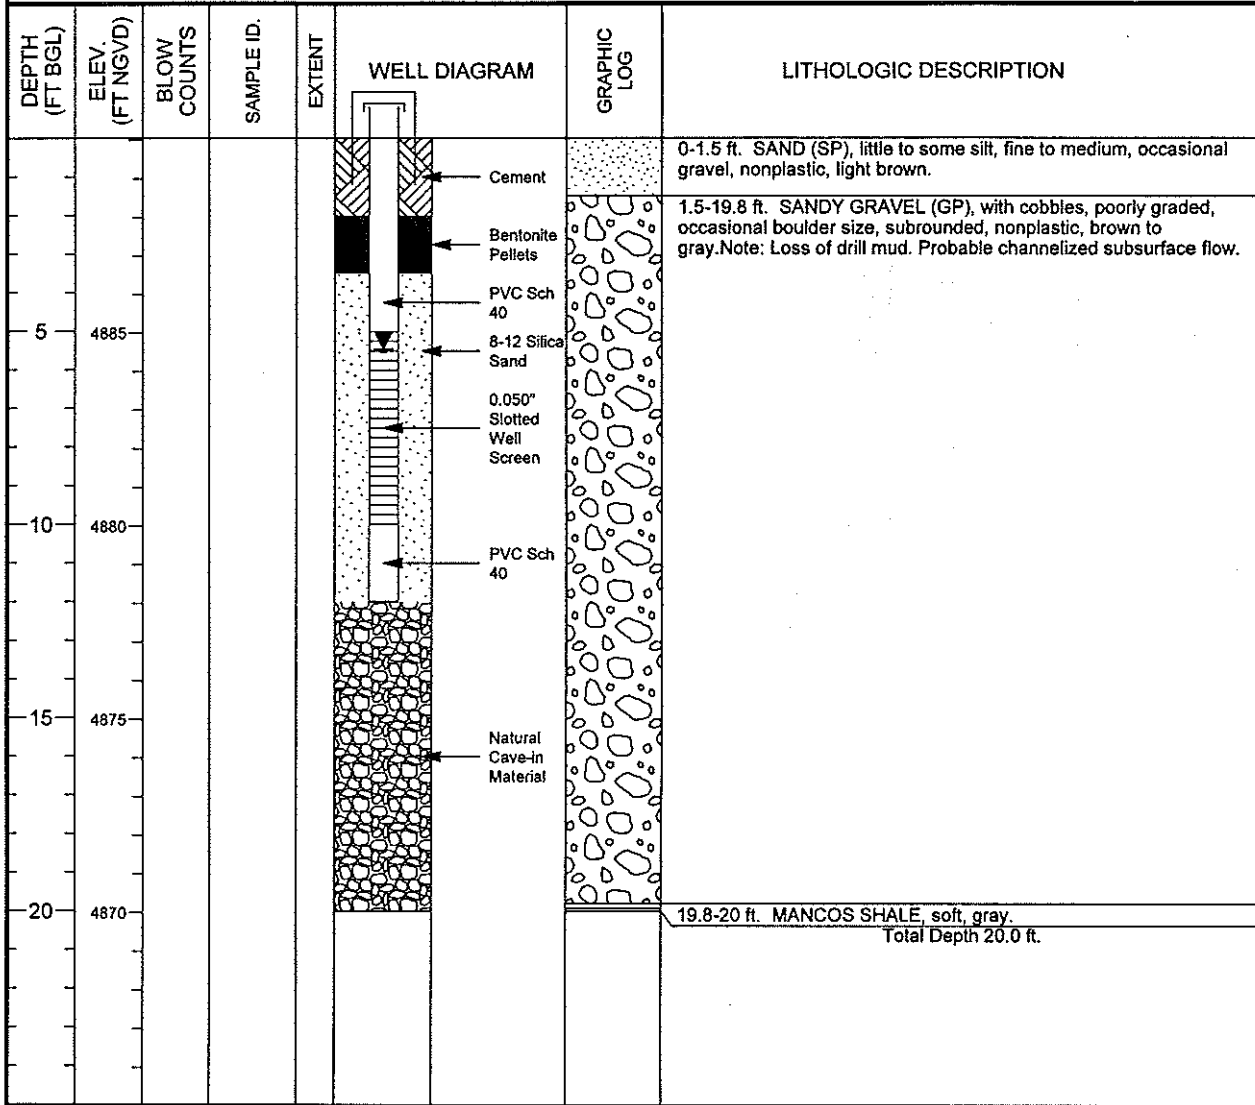 DEPTH
(FT BGL)
ELEV.
(FT NGVD)
BLOW
COUNTS
SAMPLE ID.
EXTENT
WELL DIAGRAM
GRAPHIC
LOG
LITHOLOGIC DESCRIPTION
0-1.5 ft. SAND (SP), little to some silt, fine to medium, occasional
gravel, nonplastic, light brown.
Cement
1.5-19.8 ft. SANDY GRAVEL (GP), with cobbles, poorly graded,
occasional boulder size, subrounded, nonplastic, brown to
gray.Note: Loss of drill mud. Probable channelized subsurface flow.
Bentonite
Pellets
PVC Sch
40
5
4885
8-12 Silica
Sand
0.050"
Slotted
Well
Screen
10
4880
PVC Sch
40
15
4875
Natural
Cave-in
Material
20
4870
19.8-20 ft. MANCOS SHALE, soft, gray.
Total Depth 20.0 ft.